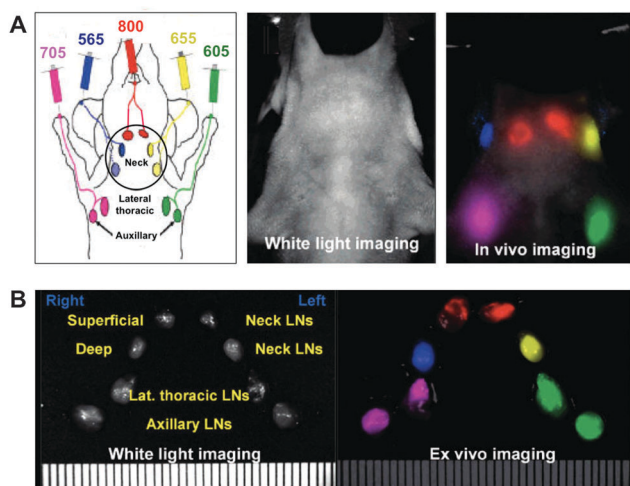 A
800
565
655
705
605
Neck
Lateral
thoracic
Auxillary
White light imaging
In vivo imaging
B
Right
Left
Superficial
Neck LNs
Deep
Neck LNs
Lat. thoracic LNs
Axillary LNs
White light imaging
Ex vivo imaging